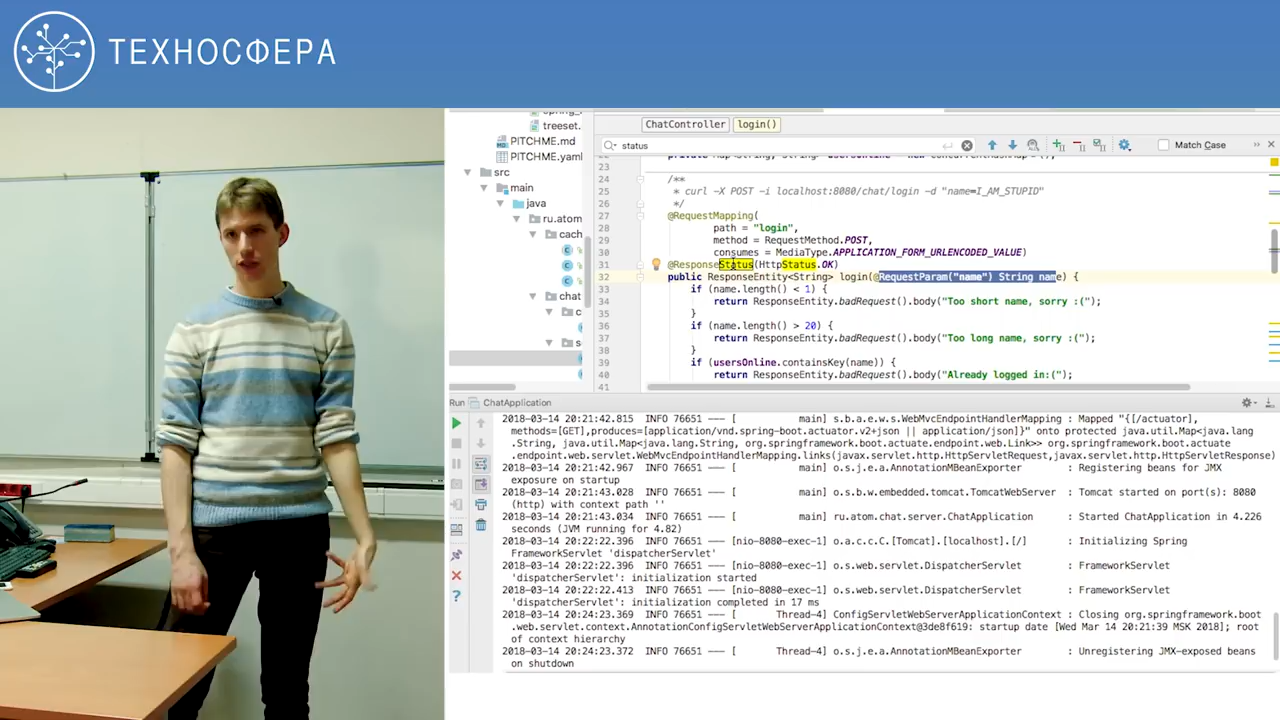 ТЕХНОСФЕРА
treeset.
PITCHME.md
PITCHME.yaml
src
main
java
ru.atom
cach
chat
c
s
ChatController login()
status
Match Case
23
24 /**
25 * curl -X POST -i localhost:8080/chat/login -d "name=I_AM_STUPID"
26 */
27 @RequestMapping(
28 path = "login",
29 method = RequestMethod.POST,
30 consumes = MediaType.APPLICATION_FORM_URLENCODED_VALUE)
31 @ResponseStatus(HttpStatus.OK)
32 public ResponseEntity<String> login(@RequestParam("name") String name) {
33 if (name.length() < 1) {
34 return ResponseEntity.badRequest().body("Too short name, sorry :(");
35 }
36 if (name.length() > 20) {
37 return ResponseEntity.badRequest().body("Too long name, sorry :(");
38 }
39 if (usersOnline.containsKey(name)) {
40 return ResponseEntity.badRequest().body("Already logged in:(");
41
Run ChatApplication
2018-03-14 20:21:42.815 INFO 76651 --- [ main] s.b.a.e.w.s.WebMvcEndpointHandlerMapping : Mapped "{[/actuator],
methods=[GET],produces=[application/vnd.spring-boot.actuator.v2+json || application/json]}" onto protected java.util.Map<java.lang
.String, java.util.Map<java.lang.String, org.springframework.boot.actuate.endpoint.web.Link>> org.springframework.boot.actuate
.endpoint.web.servlet.WebMvcEndpointHandlerMapping.links(javax.servlet.http.HttpServletRequest,javax.servlet.http.HttpServletResponse)
2018-03-14 20:21:42.967 INFO 76651 --- [ main] o.s.j.e.a.AnnotationMBeanExporter : Registering beans for JMX
exposure on startup
2018-03-14 20:21:43.028 INFO 76651 --- [ main] o.s.b.w.embedded.tomcat.TomcatWebServer : Tomcat started on port(s): 8080
(http) with context path ''
2018-03-14 20:21:43.034 INFO 76651 --- [ main] ru.atom.chat.server.ChatApplication : Started ChatApplication in 4.226
seconds (JVM running for 4.82)
2018-03-14 20:22:22.396 INFO 76651 --- [nio-8080-exec-1] o.a.c.c.C.[Tomcat].[localhost].[/] : Initializing Spring
FrameworkServlet 'dispatcherServlet'
2018-03-14 20:22:22.396 INFO 76651 --- [nio-8080-exec-1] o.s.web.servlet.DispatcherServlet : FrameworkServlet
'dispatcherServlet': initialization started
2018-03-14 20:22:22.413 INFO 76651 --- [nio-8080-exec-1] o.s.web.servlet.DispatcherServlet : FrameworkServlet
'dispatcherServlet': initialization completed in 17 ms
2018-03-14 20:24:23.369 INFO 76651 --- [ Thread-4] ConfigServletWebServerApplicationContext : Closing org.springframework.boot
.web.servlet.context.AnnotationConfigServletWebServerApplicationContext@3de8f619: startup date [Wed Mar 14 20:21:39 MSK 2018]; root
of context hierarchy
2018-03-14 20:24:23.372 INFO 76651 --- [ Thread-4] o.s.j.e.a.AnnotationMBeanExporter : Unregistering JMX-exposed beans
on shutdown